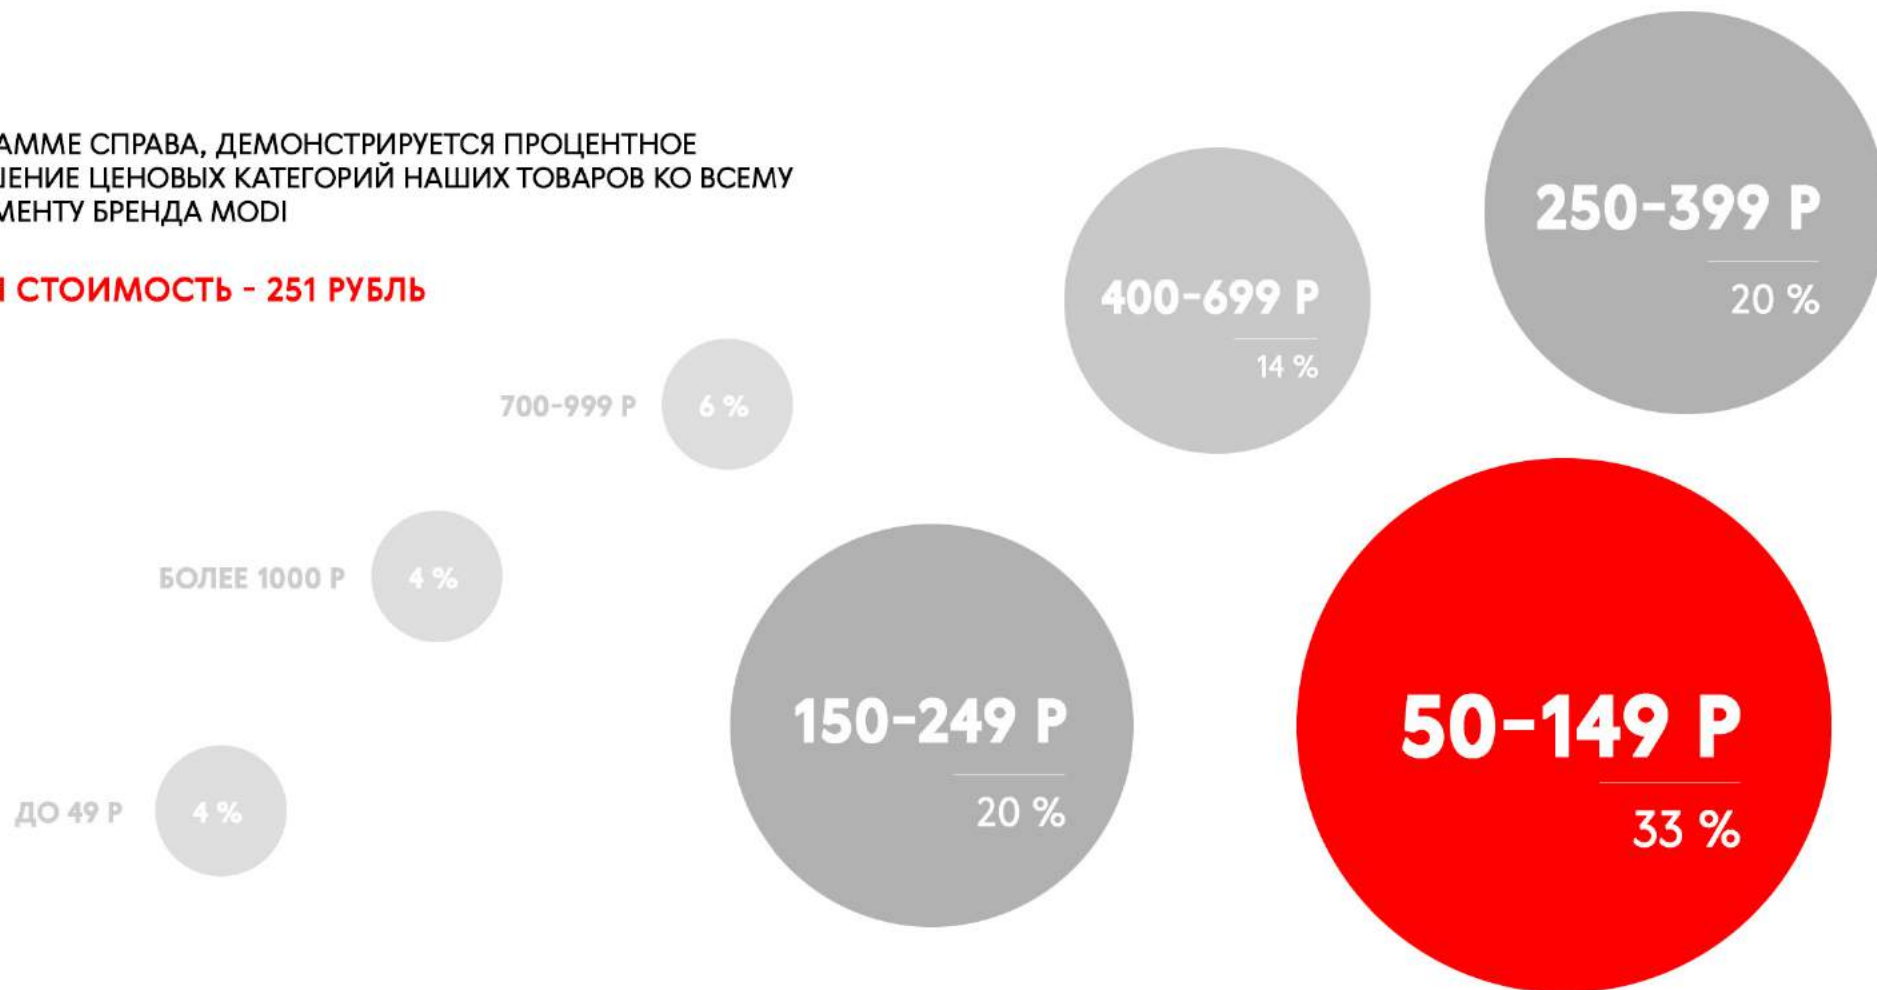 АММЕ СПРАВА, ДЕМОНСТРИРУЕТСЯ ПРОЦЕНТНОЕ
ЕНИЕ ЦЕНОВЫХ КАТЕГОРИЙ НАШИХ ТОВАРОВ КО ВСЕМУ
МЕНТУ БРЕНДА MODI
СТОИМОСТЬ - 251 РУБЛЬ
250-399 Р
20 %
400-699 Р
14 %
700-999 Р
6 %
БОЛЕЕ 1000 Р
4 %
150-249 Р
20 %
50-149 Р
33 %
ДО 49 Р
4 %